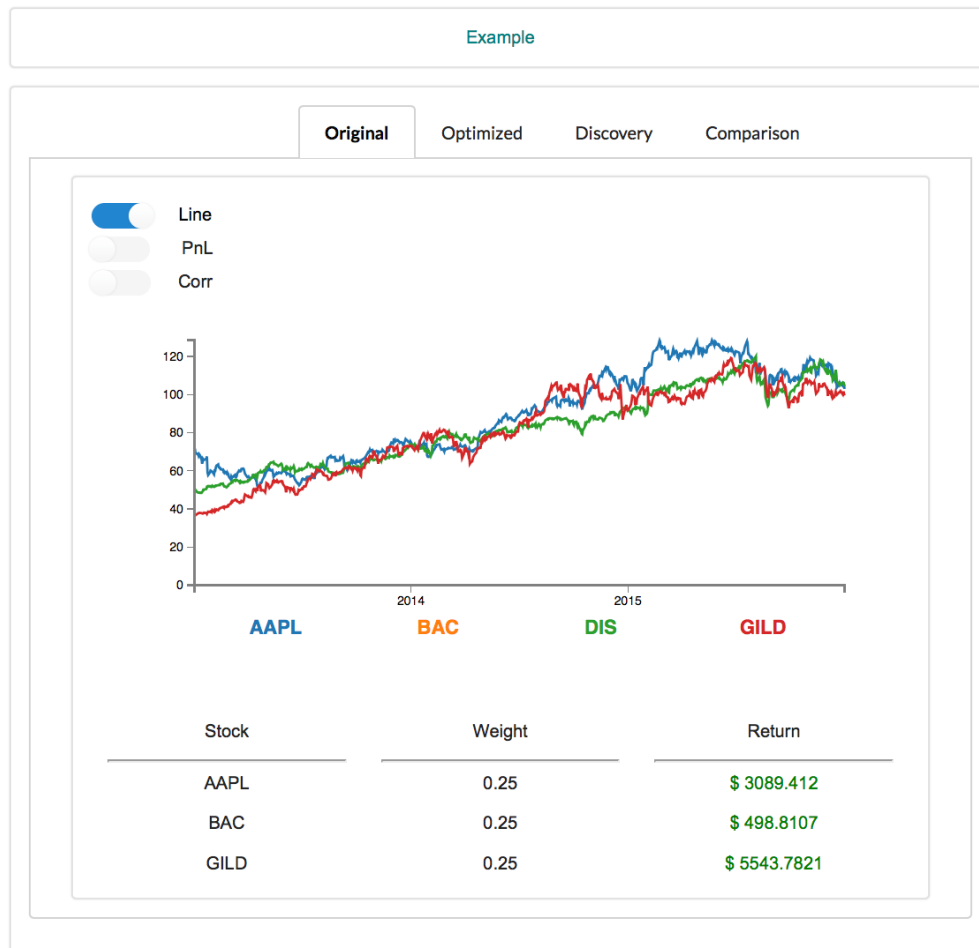 Example
Original Optimized Discovery Comparison
Line
PnL
Corr
120
100
80
60
40
20
0
2014 2015
AAPL BAC DIS GILD
Stock Weight Return
AAPL 0.25 $ 3089.412
BAC 0.25 $ 498.8107
GILD 0.25 $ 5543.7821